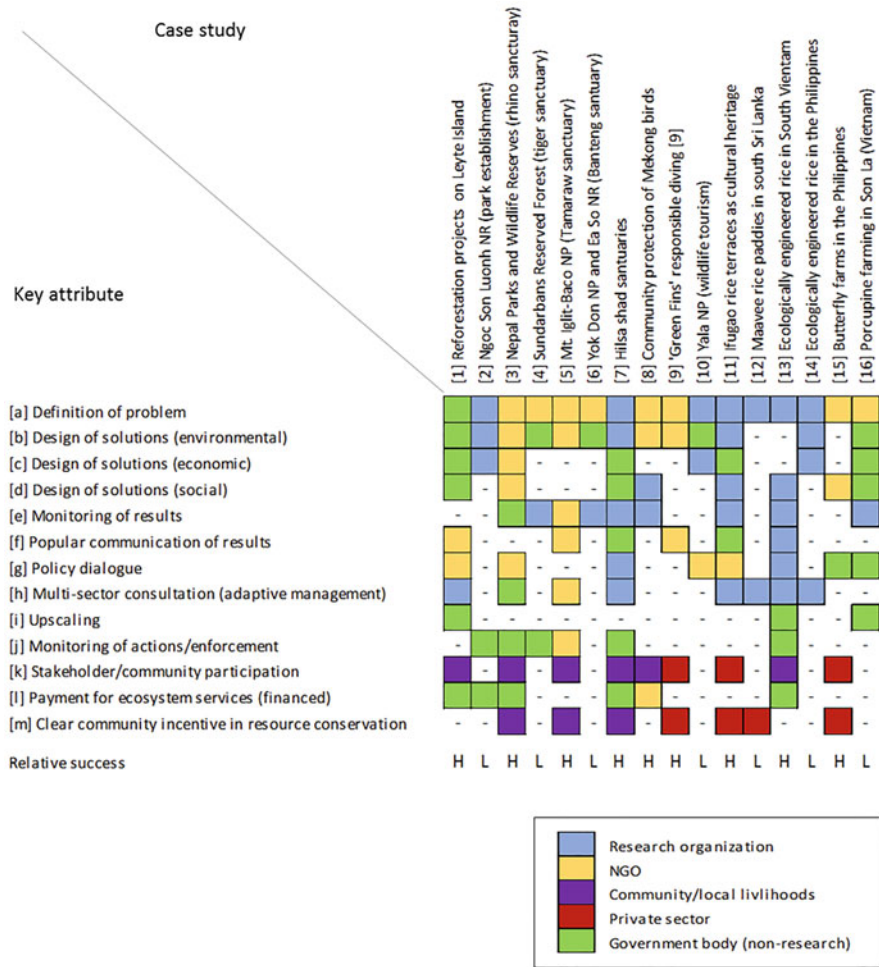 Case study
Key attribute
[1] Reforestation projects on Leyte Island
[2] Ngoc Son Luonh NR (park establishment)
[3] Nepal Parks and Wildlife Reserves (rhino sancturay)
[4] Sundarbans Reserved Forest (tiger sanctuary)
[5] Mt. Iglit-Baco NP (Tamaraw sanctuary)
[6] Yok Don NP and Ea So NR (Banteng santuary)
[7] Hilsa shad santuaries
[8] Community protection of Mekong birds
[9] 'Green Fins' responsible diving [9]
[10] Yala NP (wildlife tourism)
[11] Ifugao rice terraces as cultural heritage
[12] Maavee rice paddies in south Sri Lanka
[13] Ecologically engineered rice in South Vientam
[14] Ecologically engineered rice in the Philippines
[15] Butterfly farms in the Philippines
[16] Porcupine farming in Son La (Vietnam)
[a] Definition of problem
[b] Design of solutions (environmental) - - -
[c] Design of solutions (economic) - - - - - - - -
[d] Design of solutions (social) - - - - - - - -
[e] Monitoring of results - - - - - - -
[f] Popular communication of results - - - - - - - - - -
[g] Policy dialogue - - - - - - - -
[h] Multi-sector consultation (adaptive management) - - - - - - - -
[i] Upscaling - - - - - - - - - - - - -
[j] Monitoring of actions/enforcement - - - - - - - - - -
[k] Stakeholder/community participation - - - - - - -
[l] Payment for ecosystem services (financed) - - - - - - - - - -
[m] Clear community incentive in resource conservation - - - - - - - - -
Relative success H L H L H L H H H L H L H L H L
Research organization
NGO
Community/local livlihoods
Private sector
Government body (non-research)